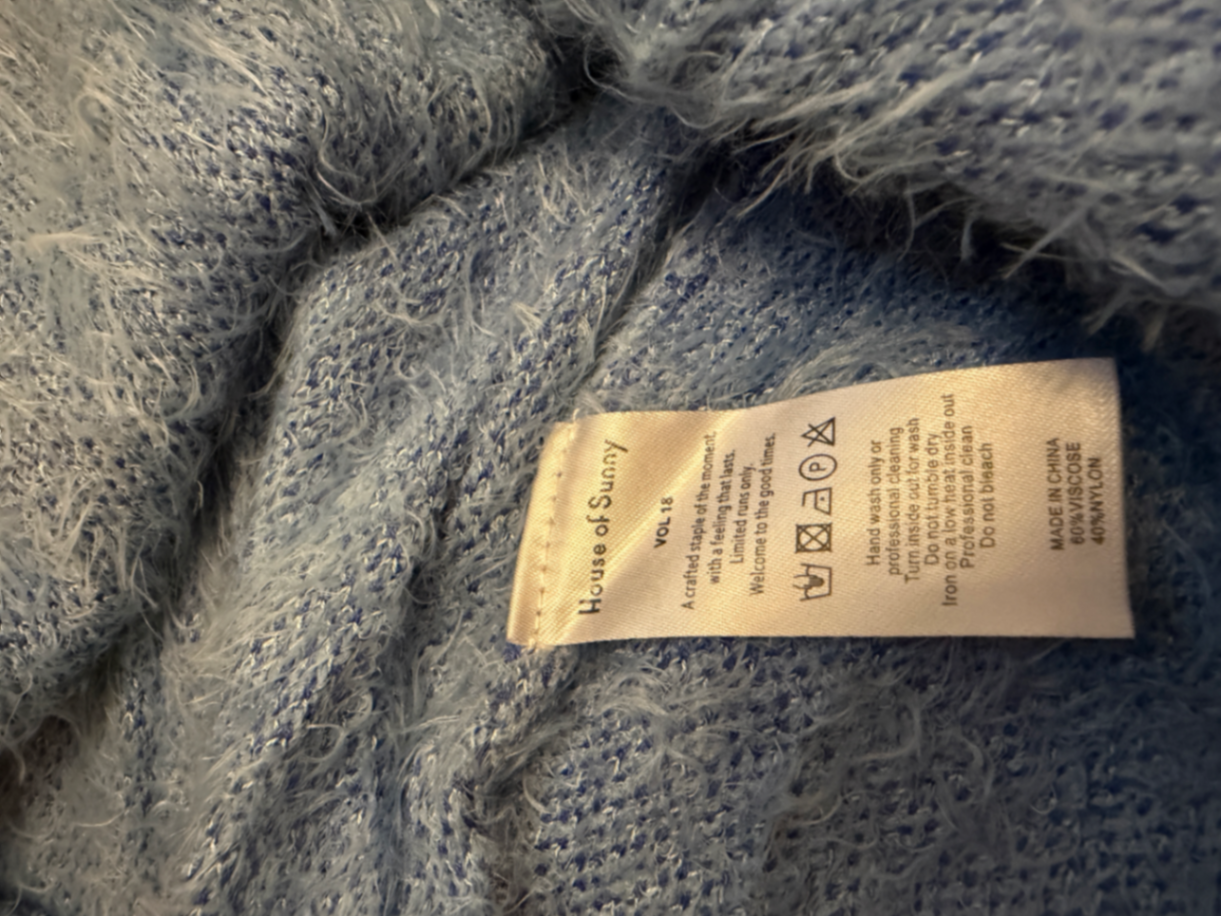 House of Sunny
VOL 18
A crafted staple of the moment,
with a feeling that lasts.
Limited runs only.
Welcome to the good times.
P
Hand wash only or
professional cleaning
Turn inside out for wash
Do not tumble dry
Iron on a low heat inside out
Professional clean
Do not bleach
MADE IN CHINA
60%VISCOSE
40%NYLON